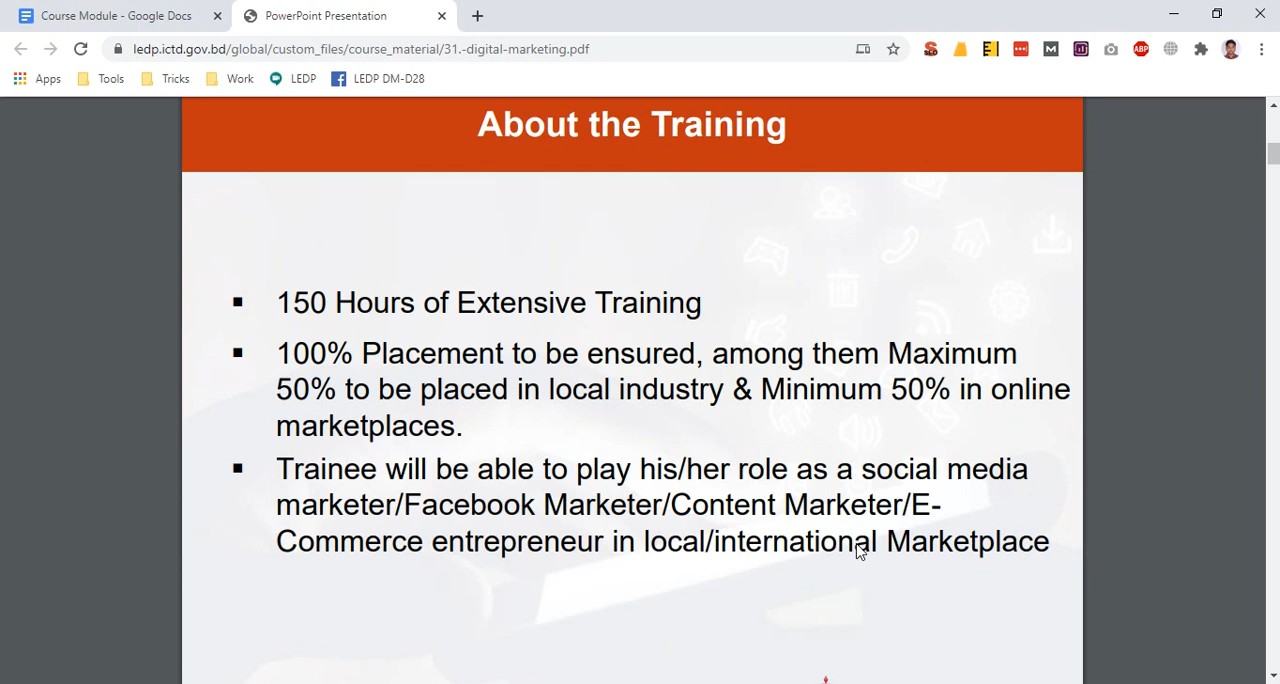 Course Module - Google Docs
PowerPoint Presentation
ledp.ictd.gov.bd/global/custom_files/course_material/31.-digital-marketing.pdf
SEO
M
ABP
Apps
Tools
Tricks
Work
LEDP
LEDP DM-D28
About the Training
▪ 150 Hours of Extensive Training
▪ 100% Placement to be ensured, among them Maximum
50% to be placed in local industry & Minimum 50% in online
marketplaces.
▪ Trainee will be able to play his/her role as a social media
marketer/Facebook Marketer/Content Marketer/E-
Commerce entrepreneur in local/international Marketplace